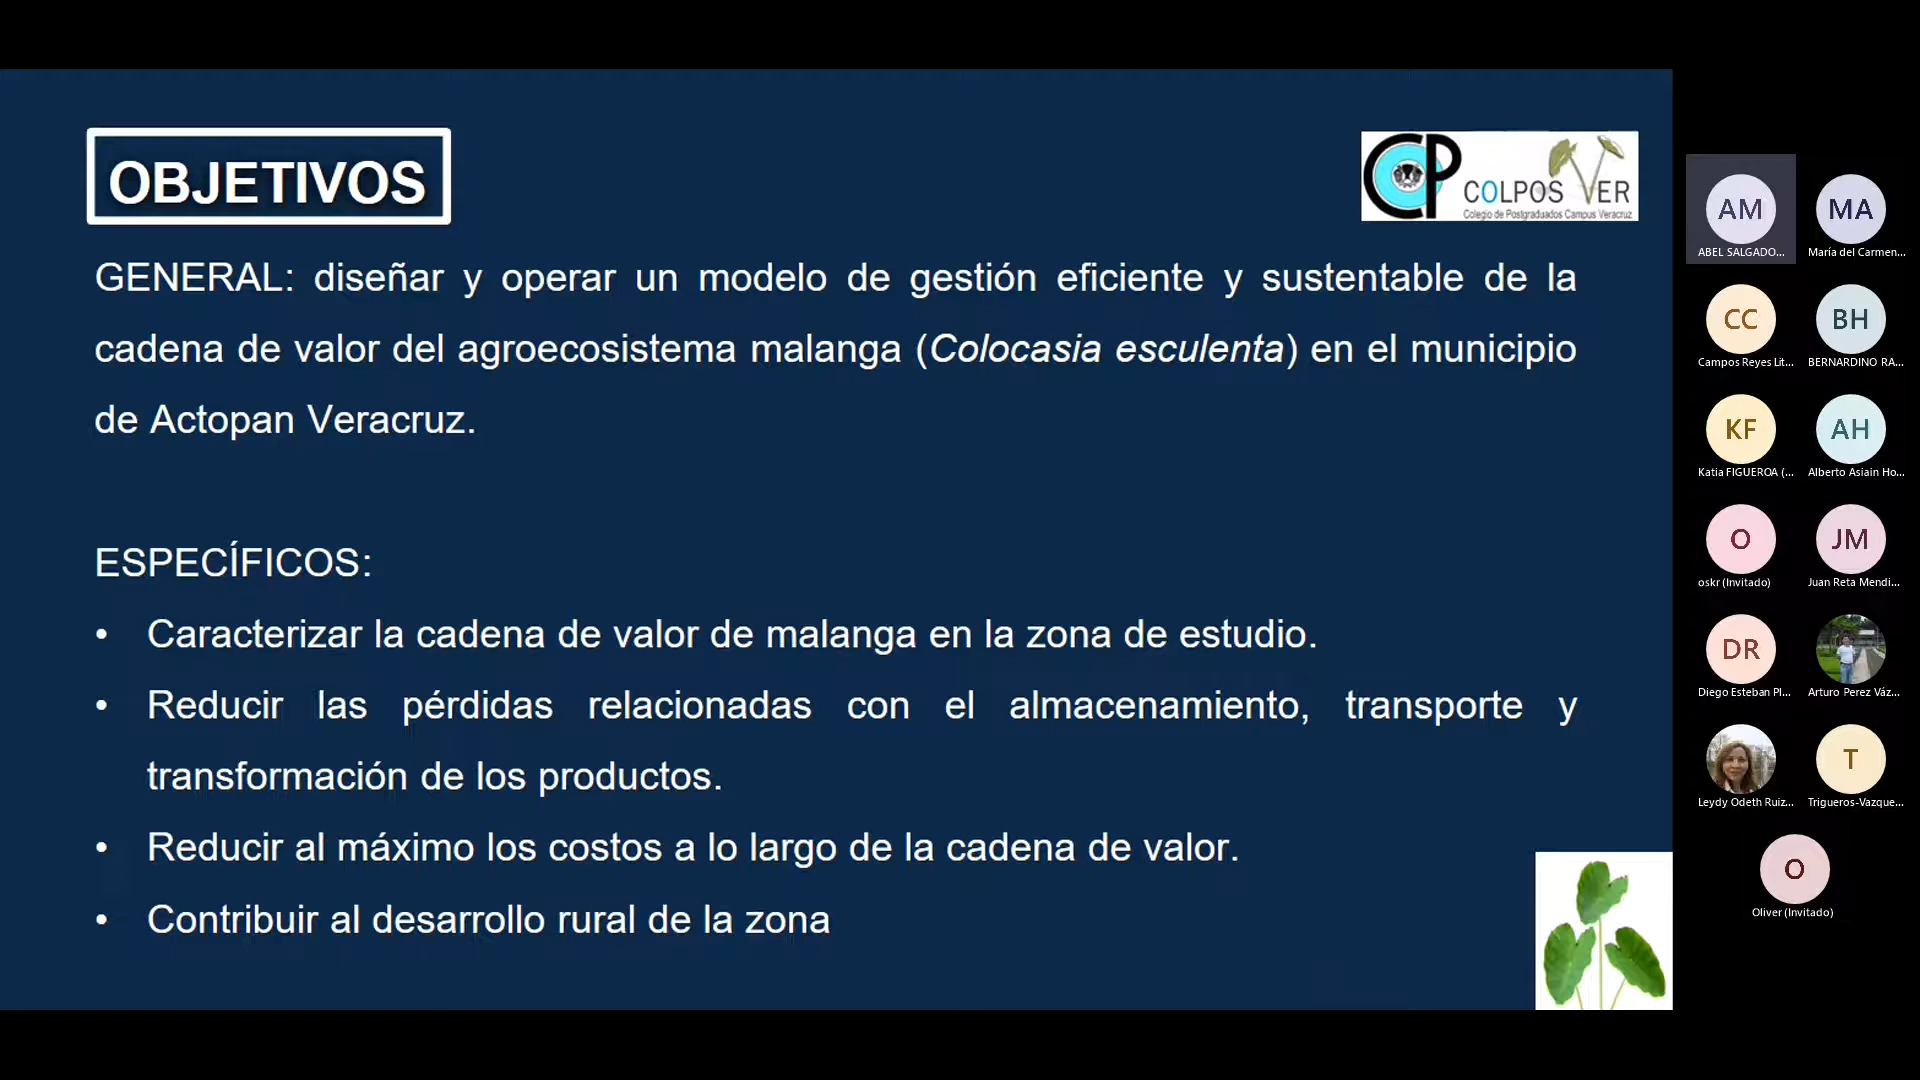 OBJETIVOS
CP COLPOS VER
Colegio de Postgraduados Campus Veracruz
GENERAL: diseñar y operar un modelo de gestión eficiente y sustentable de la
cadena de valor del agroecosistema malanga (Colocasia esculenta) en el municipio
de Actopan Veracruz.
ESPECÍFICOS:
• Caracterizar la cadena de valor de malanga en la zona de estudio.
• Reducir las pérdidas relacionadas con el almacenamiento, transporte y
transformación de los productos.
• Reducir al máximo los costos a lo largo de la cadena de valor.
• Contribuir al desarrollo rural de la zona
AM
ABEL SALGADO...
MA
María del Carmen...
CC
Campos Reyes Lit...
BH
BERNARDINO RA...
KF
Katia FIGUEROA (...
AH
Alberto Asiain Ho...
O
oskr (Invitado)
JM
Juan Reta Mendi...
DR
Diego Esteban Pl...
Arturo Perez Váz...
Leydy Odeth Ruiz...
T
Trigueros-Vazque...
O
Oliver (Invitado)